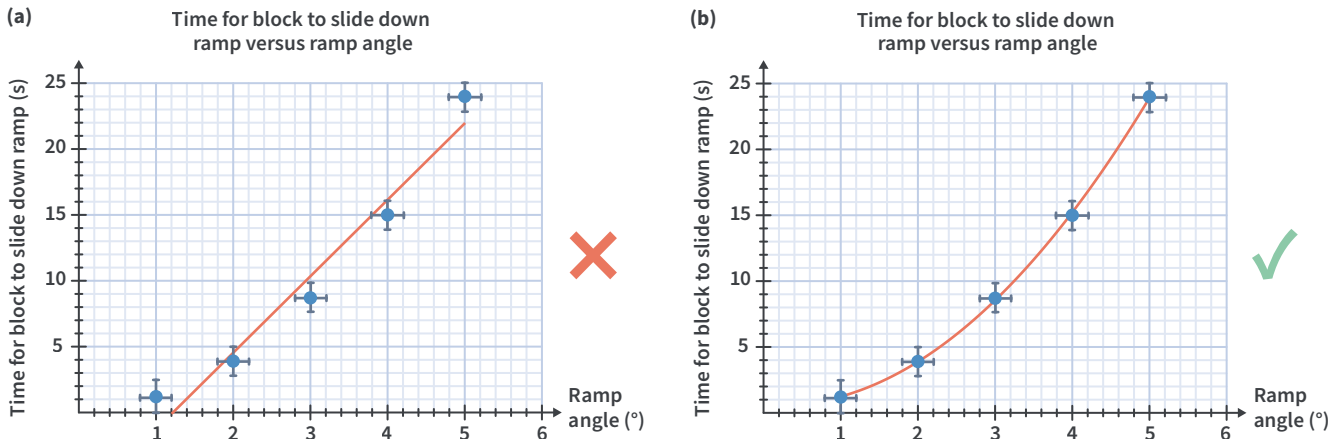 (a)
Time for block to slide down
ramp versus ramp angle
Time for block to slide down ramp (s)
25
20
15
10
5
1 2 3 4 5 6
Ramp
angle (°)
(b)
Time for block to slide down
ramp versus ramp angle
Time for block to slide down ramp (s)
25
20
15
10
5
1 2 3 4 5 6
Ramp
angle (°)